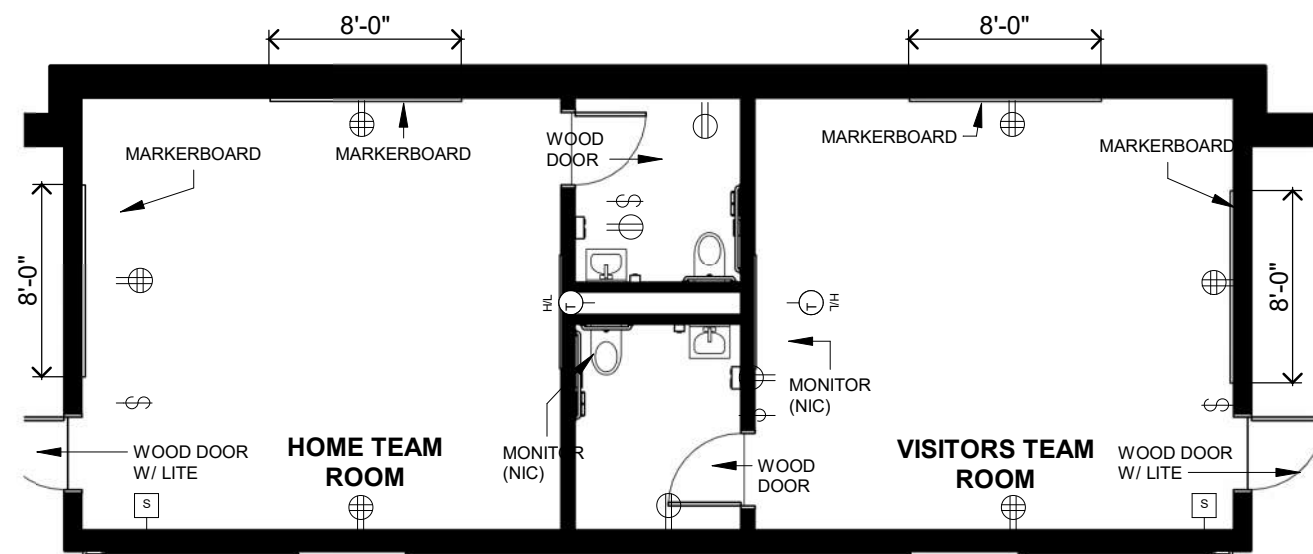 8'-0"
8'-0"
MARKERBOARD
MARKERBOARD
WOOD
DOOR
MARKERBOARD
MARKERBOARD
8'-0"
8'-0"
H/L
T
T
H/L
MONITOR
(NIC)
WOOD DOOR
W/ LITE
HOME TEAM
ROOM
MONITOR
(NIC)
WOOD
DOOR
VISITORS TEAM
ROOM
WOOD DOOR
W/ LITE
S
S